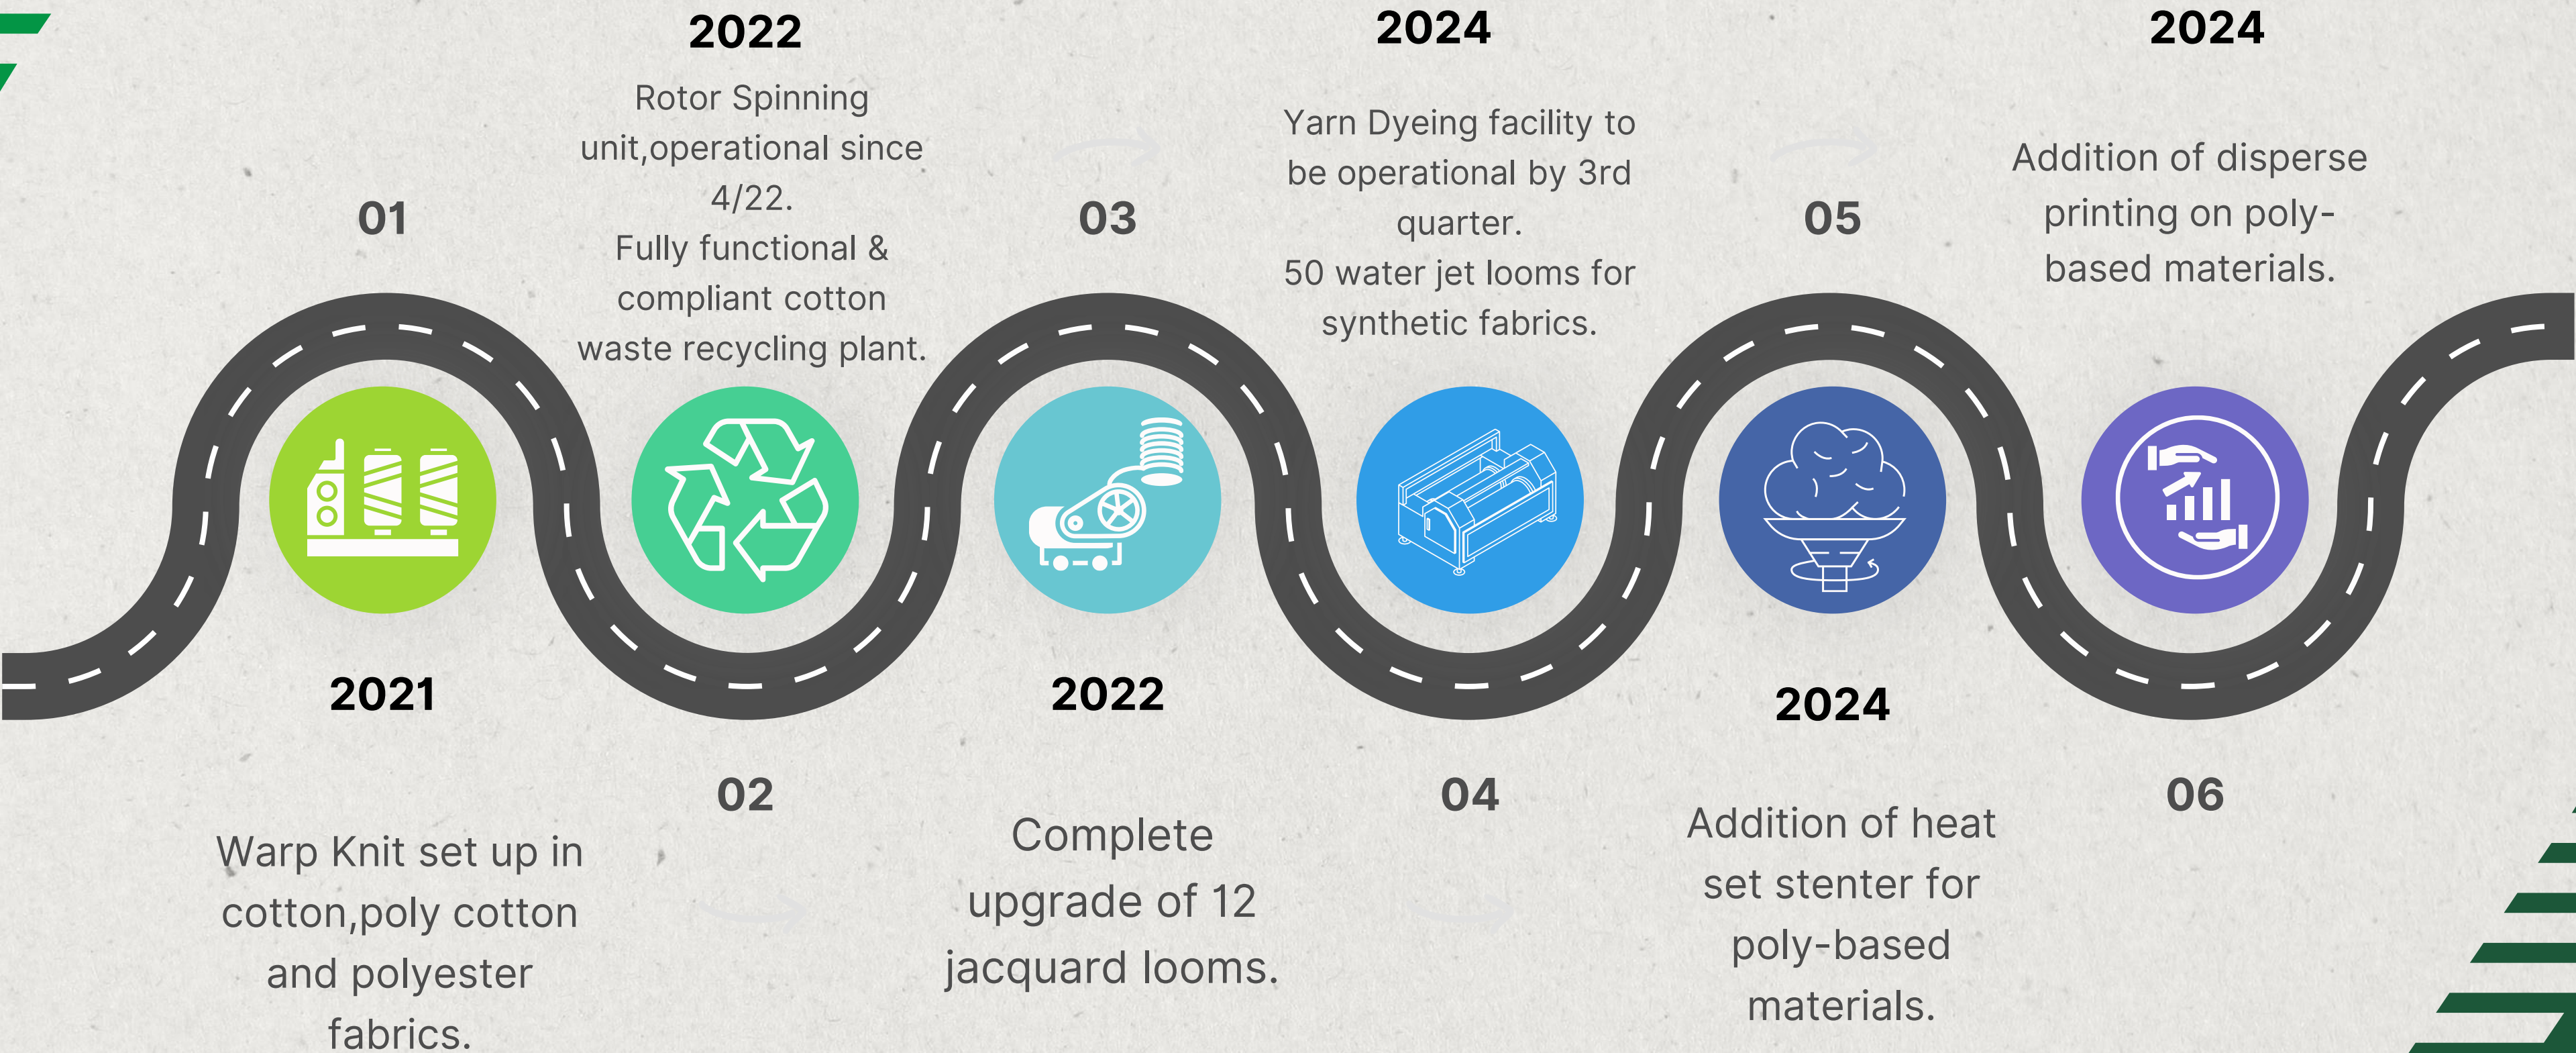 01
2021
Warp Knit set up in
cotton,poly cotton
and polyester
fabrics.
2022
Rotor Spinning
unit,operational since
4/22.
Fully functional &
compliant cotton
waste recycling plant.
02
03
2022
Complete
upgrade of 12
jacquard looms.
2024
Yarn Dyeing facility to
be operational by 3rd
quarter.
50 water jet looms for
synthetic fabrics.
04
05
2024
Addition of heat
set stenter for
poly-based
materials.
2024
Addition of disperse
printing on poly-
based materials.
06